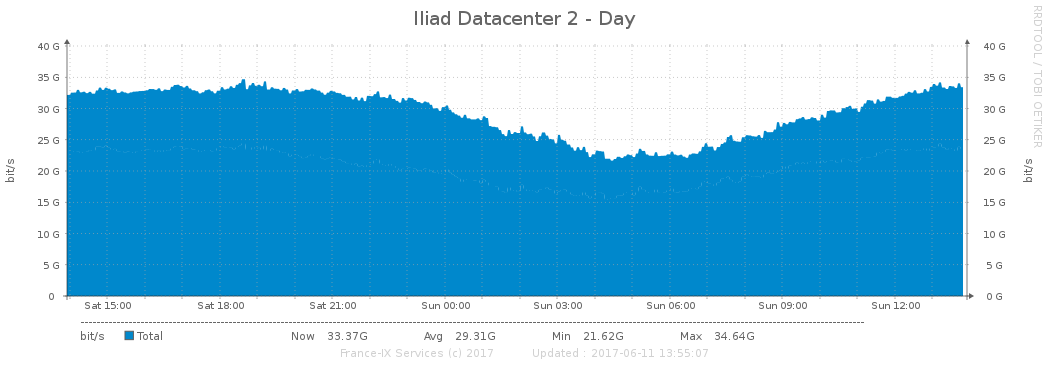 Iliad Datacenter 2 - Day
RRDTOOL / TOBI OETIKER
40 G 40 G
35 G 35 G
30 G 30 G
25 G 25 G
20 G 20 G
15 G 15 G
10 G 10 G
5 G 5 G
0 0 G
bit/s bit/s
Sat 15:00 Sat 18:00 Sat 21:00 Sun 00:00 Sun 03:00 Sun 06:00 Sun 09:00 Sun 12:00
bit/s Total Now 33.37G Avg 29.31G Min 21.62G Max 34.64G
France-IX Services (c) 2017 Updated : 2017-06-11 13:55:07